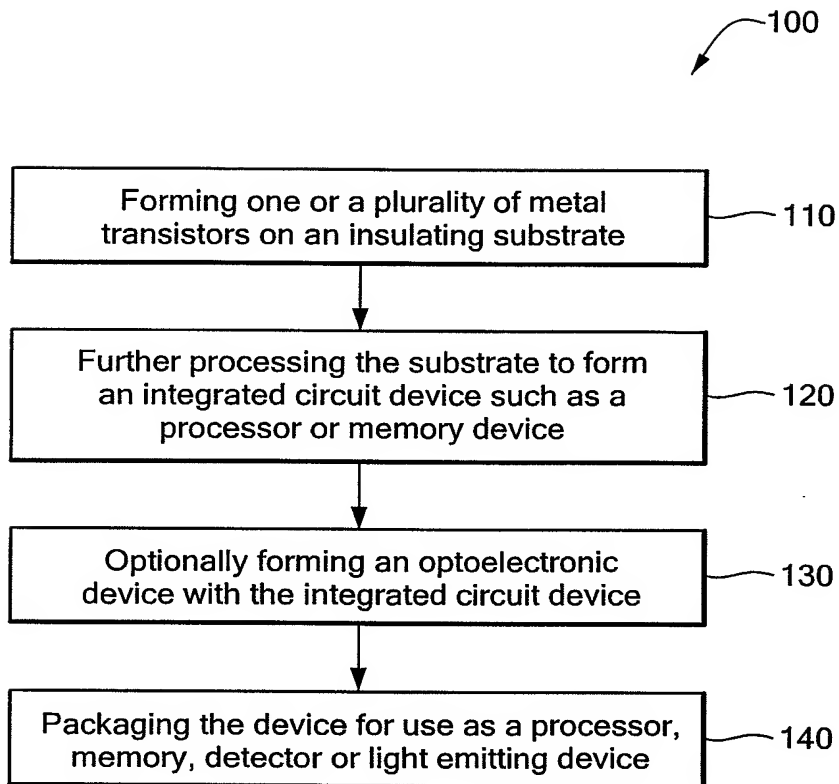 100
Forming one or a plurality of metal
transistors on an insulating substrate
110
Further processing the substrate to form
an integrated circuit device such as a
processor or memory device
120
Optionally forming an optoelectronic
device with the integrated circuit device
130
Packaging the device for use as a processor,
memory, detector or light emitting device
140